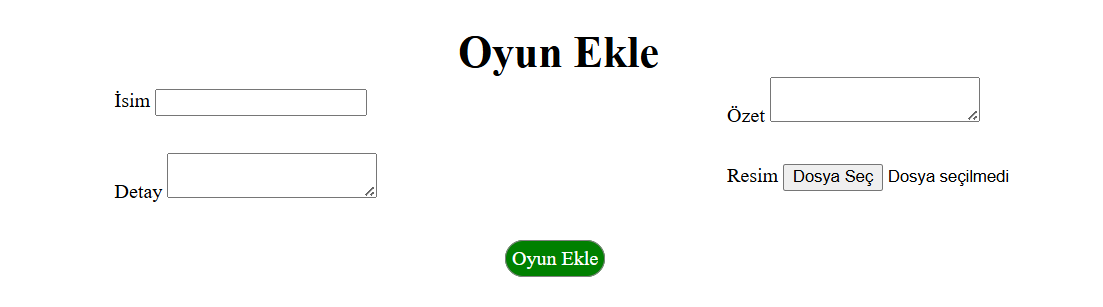 Oyun Ekle
İsim
Özet
Detay
Resim Dosya Seç Dosya seçilmedi
Oyun Ekle